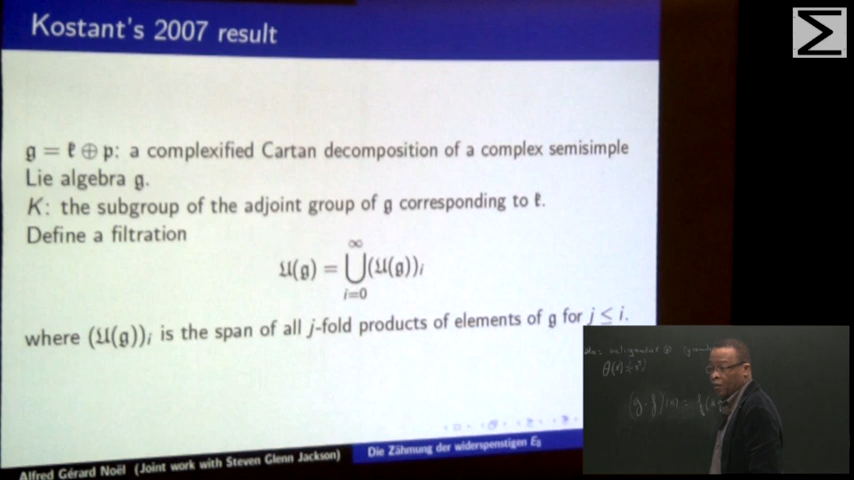 Kostant's 2007 result
Σ
𝔤 = 𝔨 ⊕ 𝔭: a complexified Cartan decomposition of a complex semisimple
Lie algebra 𝔤.
K: the subgroup of the adjoint group of 𝔤 corresponding to 𝔨.
Define a filtration
𝔘(𝔤) = ⋃_{i=0}^{∞} (𝔘(𝔤))_i
where (𝔘(𝔤))_i is the span of all j-fold products of elements of 𝔤 for j ≤ i.
(g · f)(x) =
Alfred Gérard Noël (Joint work with Steven Glenn Jackson)
Die Zähmung der widerspenstigen E₈